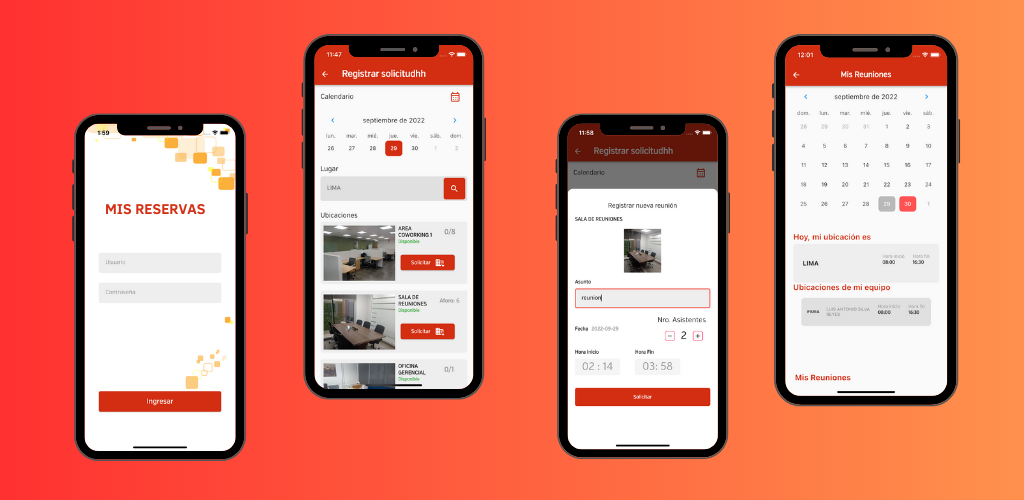 1:59
MIS RESERVAS
Usuario
Contraseña
Ingresar
11:47
Registrar solicitudhh
Calendario
septiembre de 2022
lun. mar. mié. jue. vie. sáb. dom.
26 27 28 29 30 1 2
Lugar
LIMA
Ubicaciones
AREA COWORKING 1 0/8
Disponible
Solicitar
SALA DE REUNIONES Aforo: 6
Disponible
Solicitar
OFICINA GERENCIAL 0/1
Disponible
11:58
Registrar solicitudhh
Calendario
Registrar nueva reunión
SALA DE REUNIONES
Asunto
reunion
Nro. Asistentes
Fecha 2022-09-29
2
Hora Inicio Hora Fin
02 : 14 03: 58
Solicitar
12:01
Mis Reuniones
septiembre de 2022
dom. lun. mar. mié. jue. vie. sáb.
28 29 30 31 1 2 3
4 5 6 7 8 9 10
11 12 13 14 15 16 17
18 19 20 21 22 23 24
25 26 27 28 29 30 1
Hoy, mi ubicación es
LIMA
Hora Inicio Hora fin
08:00 16:30
Ubicaciones de mi equipo
LUIS ANTONIO SILVA REYES
Hora Inicio Hora fin
08:00 16:30
Mis Reuniones